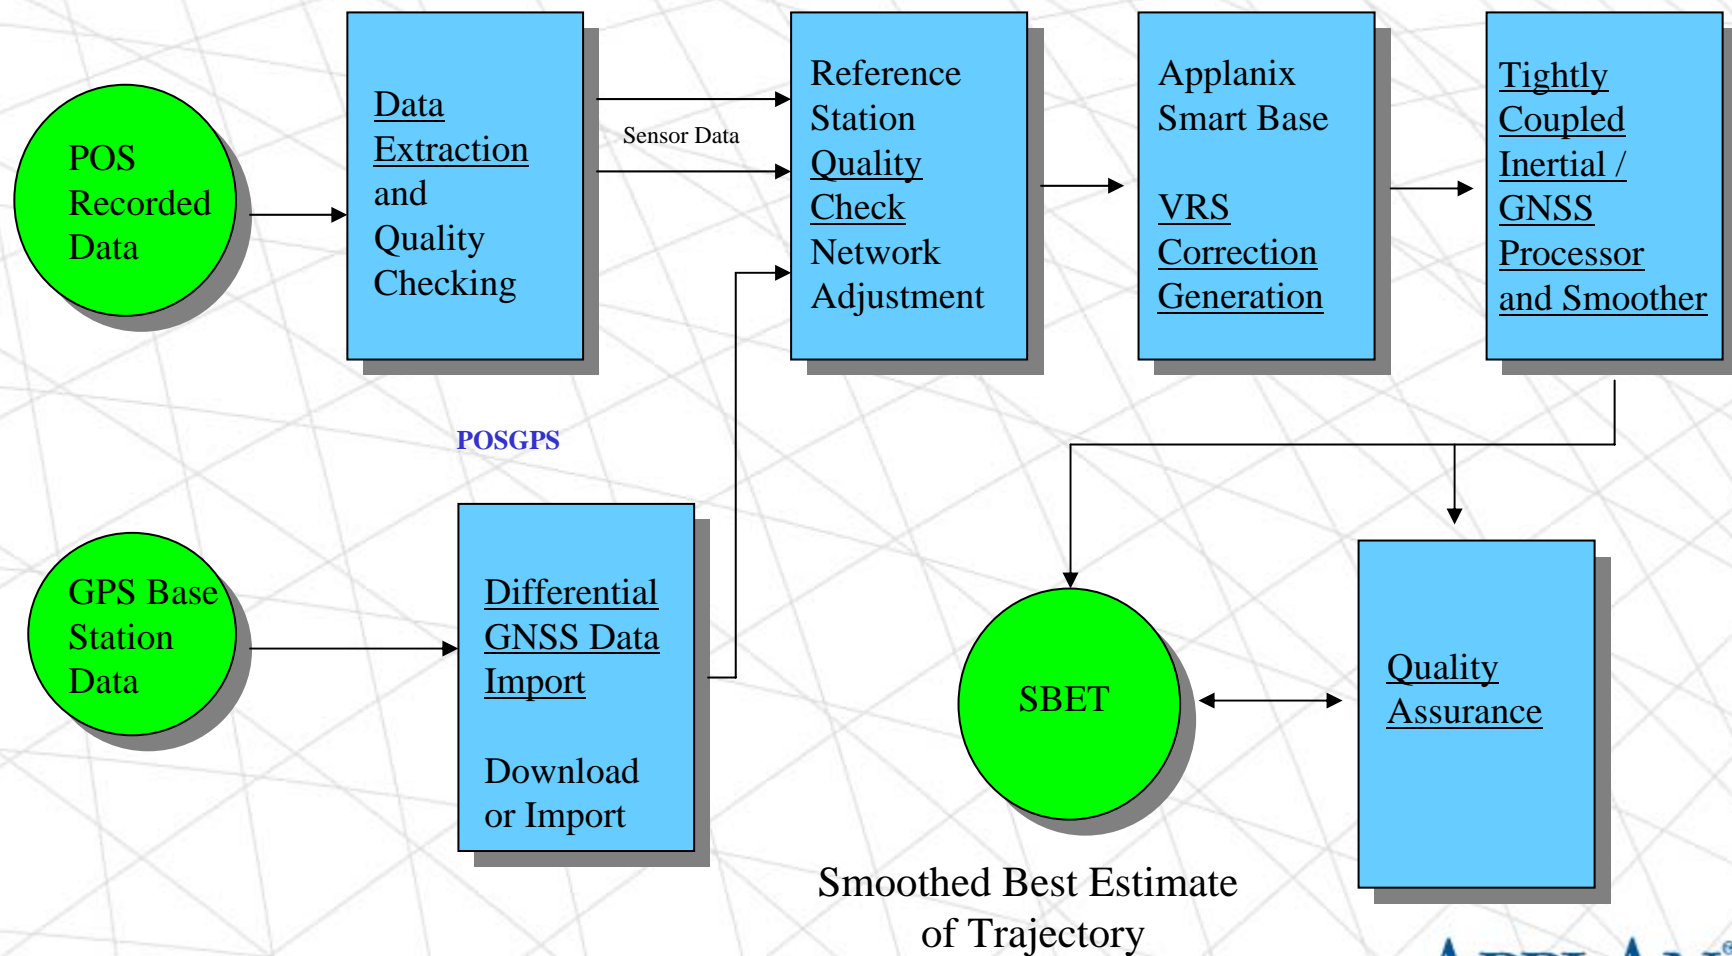 POS
Recorded
Data
Data
Extraction
and
Quality
Checking
Sensor Data
Reference
Station
Quality
Check
Network
Adjustment
Applanix
Smart Base
VRS
Correction
Generation
Tightly
Coupled
Inertial /
GNSS
Processor
and Smoother
POSGPS
GPS Base
Station
Data
Differential
GNSS Data
Import
Download
or Import
SBET
Quality
Assurance
Smoothed Best Estimate
of Trajectory